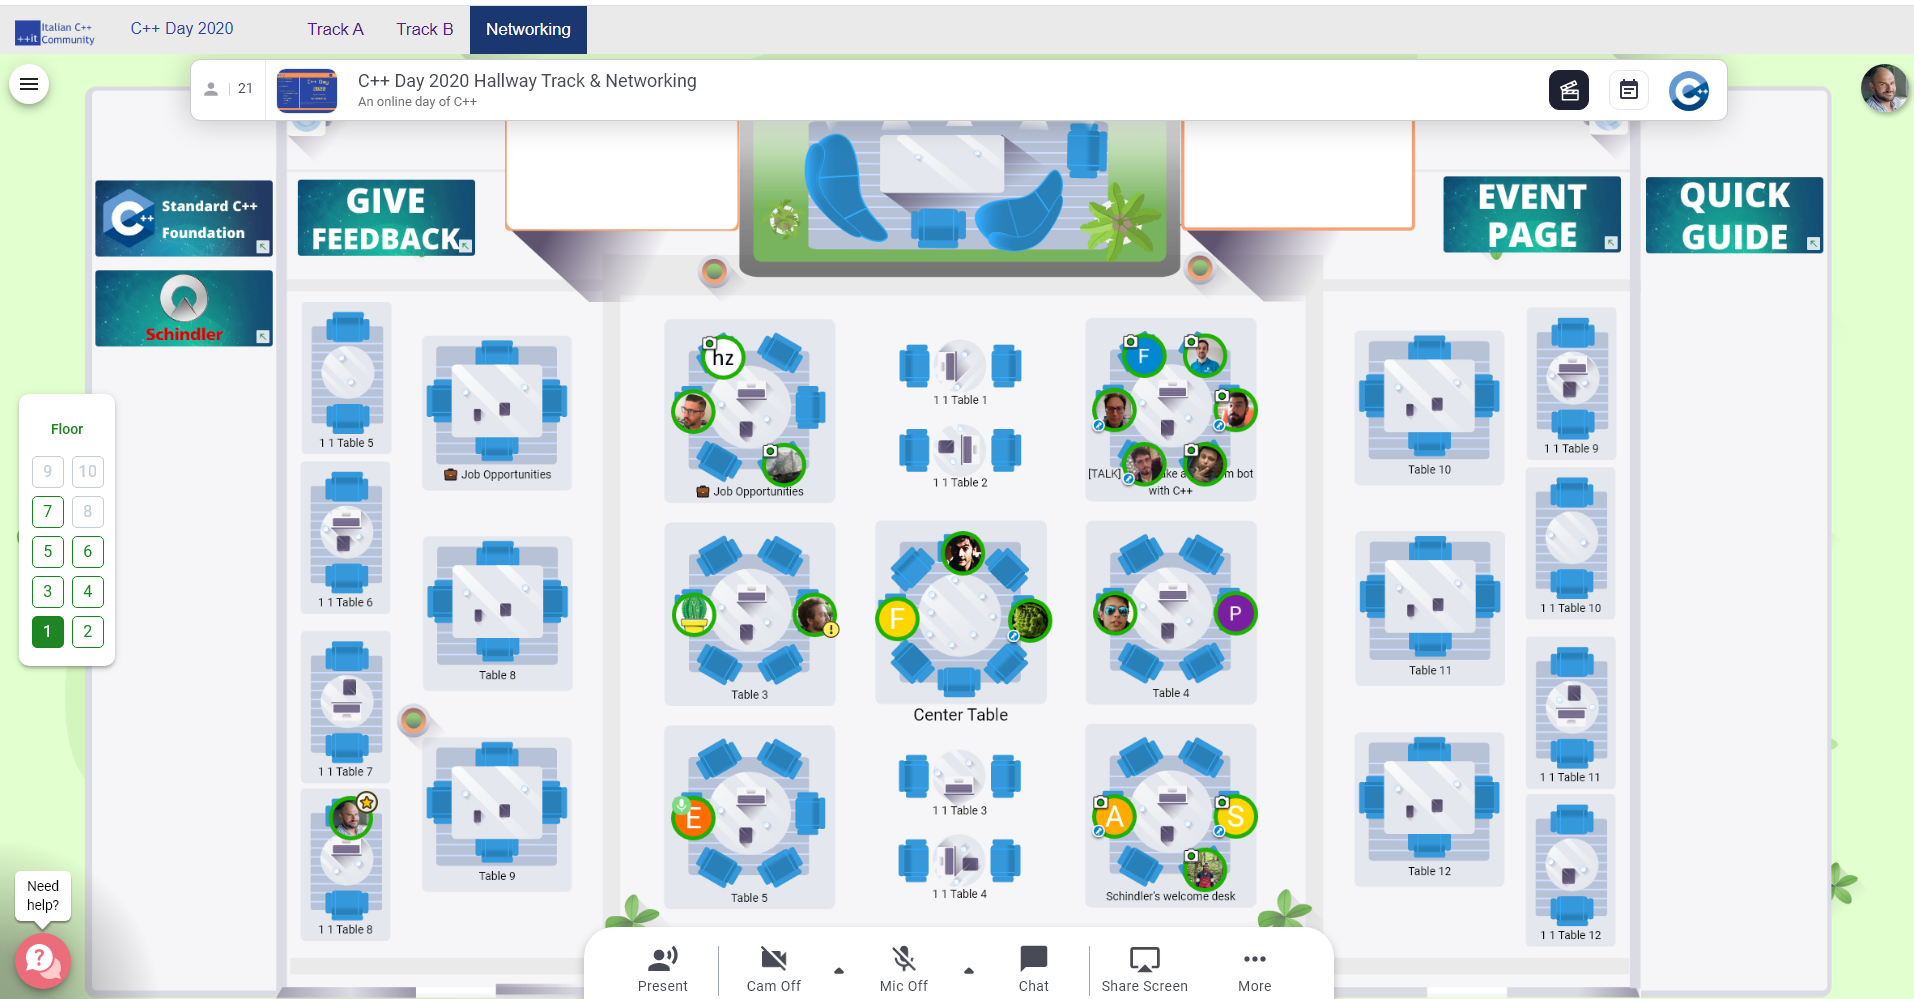 Italian C++
++it Community
C++ Day 2020
Track A
Track B
Networking
21
C++ Day 2020 Hallway Track & Networking
An online day of C++
C++ Day
2020
C++
Standard C++
Foundation
GIVE
FEEDBACK
EVENT
PAGE
QUICK
GUIDE
Schindler
hz
F
1 1 Table 5
1 1 Table 1
1 1 Table 9
Job Opportunities
Job Opportunities
1 1 Table 2
[TALK]
with C++
Table 10
Floor
9 10
7 8
5 6
3 4
1 2
1 1 Table 6
F
P
1 1 Table 10
Table 8
Table 3
Center Table
Table 4
Table 11
1 1 Table 7
1 1 Table 11
E
A
S
1 1 Table 3
Table 9
Table 5
1 1 Table 4
Schindler's welcome desk
Table 12
1 1 Table 8
1 1 Table 12
Need
help?
?
Present
Cam Off
Mic Off
Chat
Share Screen
More